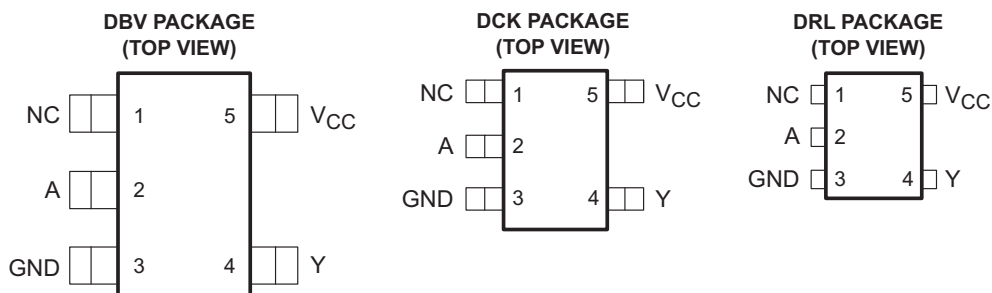 DBV PACKAGE
(TOP VIEW)
NC 1 5 VCC
A 2
GND 3 4 Y
DCK PACKAGE
(TOP VIEW)
NC 1 5 VCC
A 2
GND 3 4 Y
DRL PACKAGE
(TOP VIEW)
NC 1 5 VCC
A 2
GND 3 4 Y